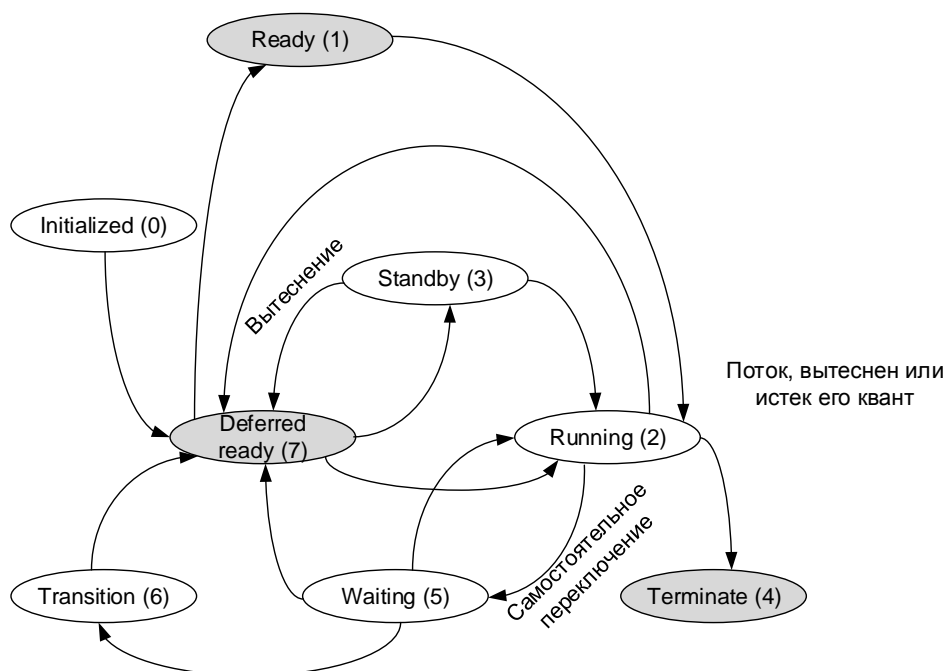 Ready (1)
Initialized (0)
Вытеснение
Standby (3)
Поток, вытеснен или
истек его квант
Deferred
ready (7)
Running (2)
Самостоятельное
переключение
Transition (6)
Waiting (5)
Terminate (4)